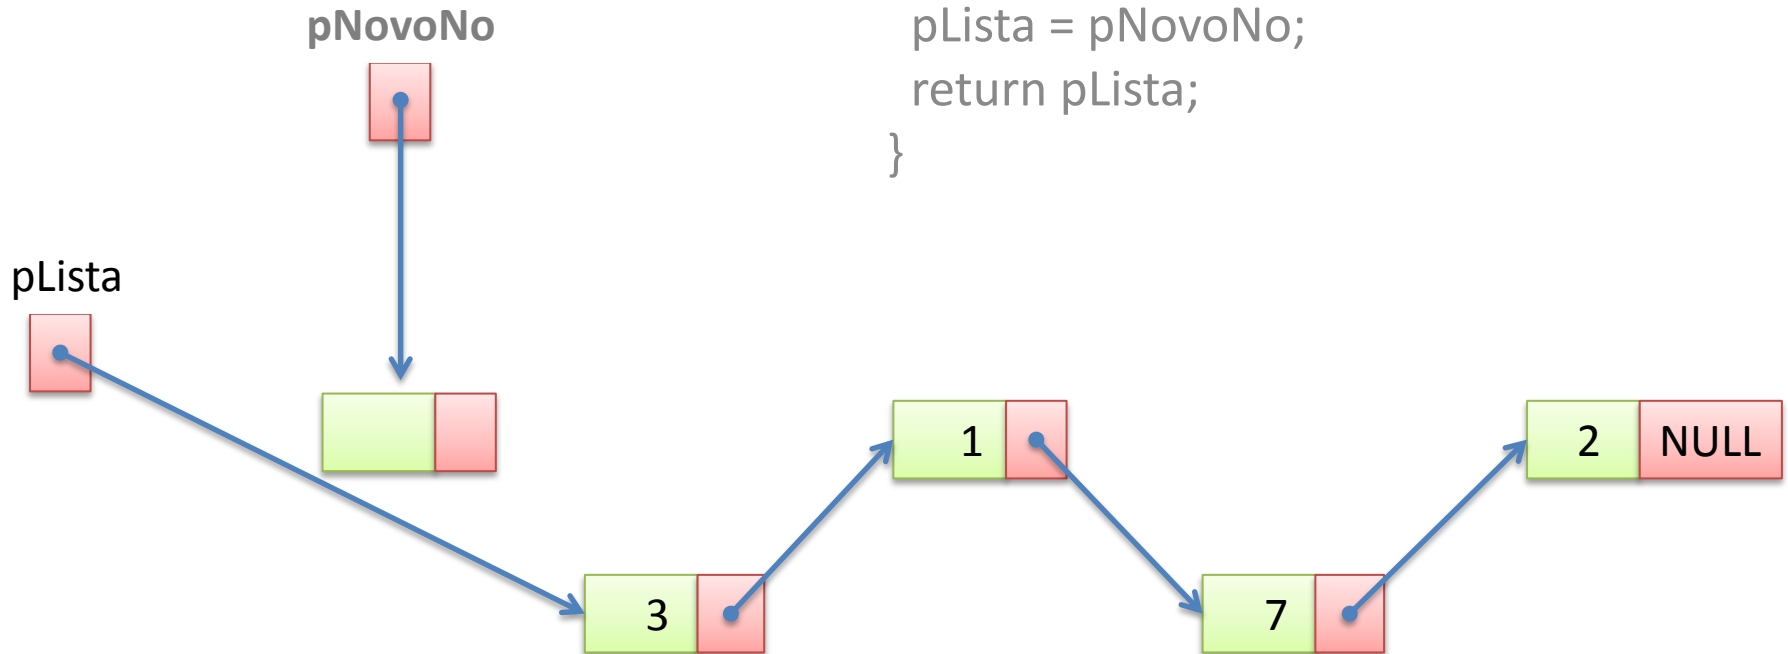 pNovoNo
pLista = pNovoNo;
return pLista;
}
pLista
1
2 NULL
3
7